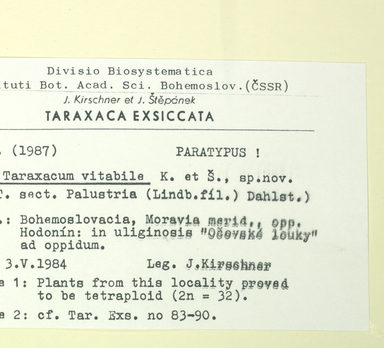 Divisio Biosystematica
ituti Bot. Acad. Sci. Bohemoslov.(ČSSR)
J. Kirschner et J. Štěpánek
TARAXACA EXSICCATA
. (1987) PARATYPUS !
Taraxacum vitabile K. et Š., sp.nov.
T. sect. Palustria (Lindb.fil.) Dahlst.)
.: Bohemoslovacia, Moravia merid., opp.
Hodonín: in uliginosis "Očovské louky"
ad oppidum.
3.V.1984 Leg. J.Kirschner
e 1: Plants from this locality proved
to be tetraploid (2n = 32).
e 2: cf. Tar. Exs. no 83-90.